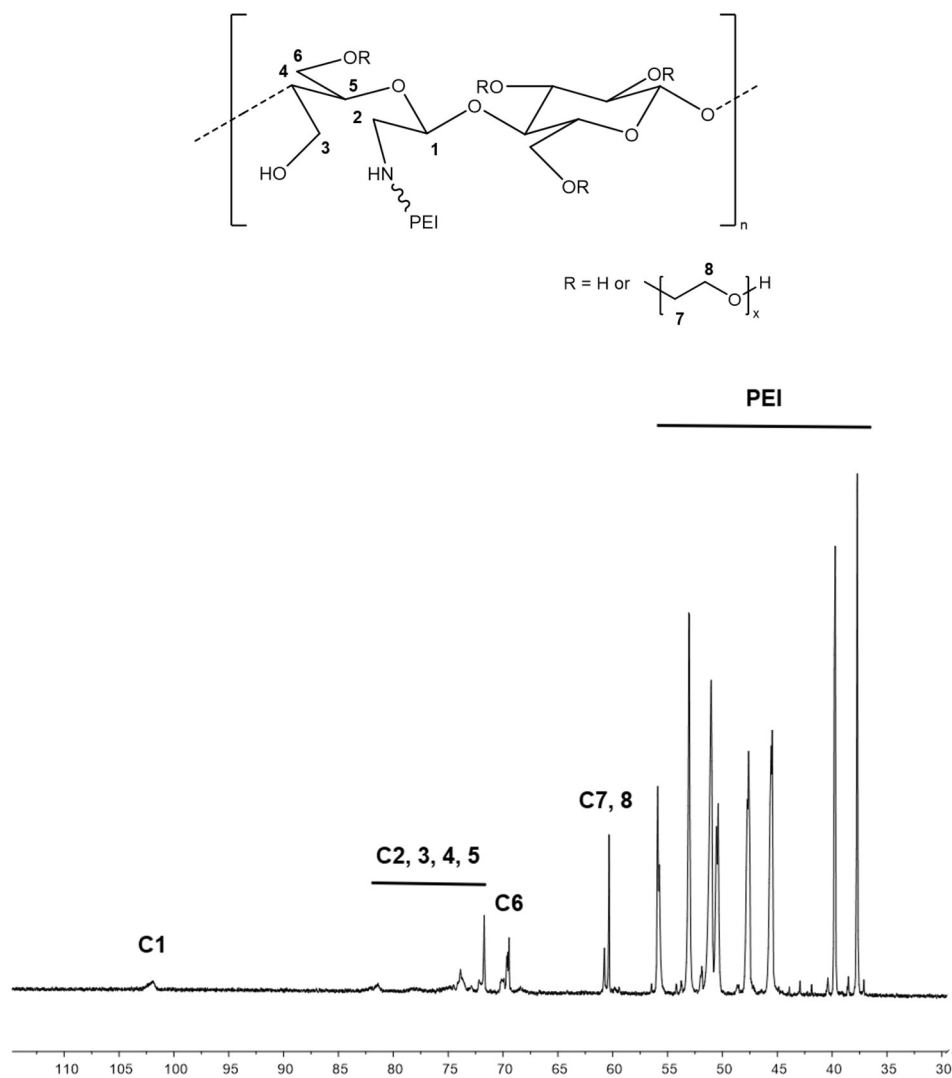 6 OR
4
5 O
RO OR
2
O
O
O
1
3
HO HN
OR
PEI
n
8
R = H or O H
7 x
PEI
C7, 8
C2, 3, 4, 5
C6
C1
110 105 100 95 90 85 80 75 70 65 60 55 50 45 40 35 30